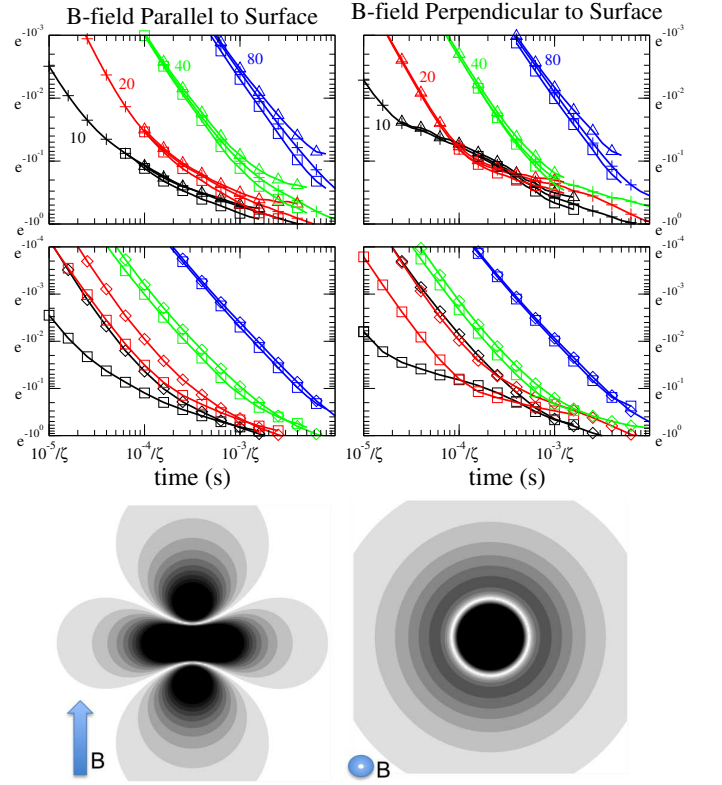 B-field Parallel to Surface B-field Perpendicular to Surface
e^-10^-3 e^-10^-3
20 40 80 20 40 80
e^-10^-2 e^-10^-2
10 10
e^-10^-1 e^-10^-1
e^-10^0 e^-10^0
e^-10^-4 e^-10^-4
e^-10^-3 e^-10^-3
e^-10^-2 e^-10^-2
e^-10^-1 e^-10^-1
e^-10^0 e^-10^0
10^-5/ζ 10^-4/ζ 10^-3/ζ 10^-5/ζ 10^-4/ζ 10^-3/ζ
time (s) time (s)
B B